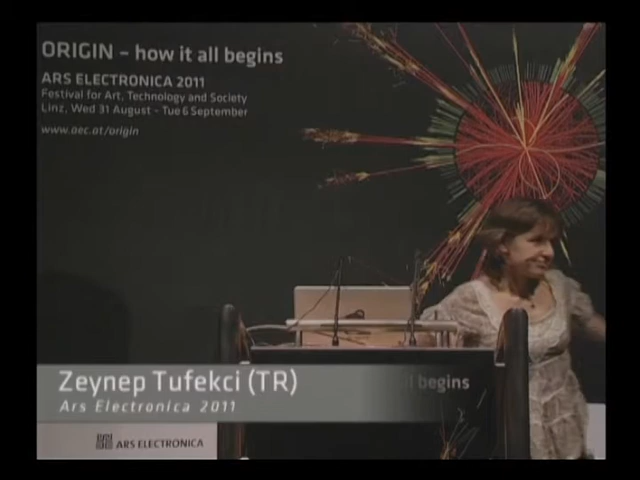 ORIGIN – how it all begins
ARS ELECTRONICA 2011
Festival for Art, Technology and Society
Linz, Wed 31 August - Tue 6 September
www.aec.at/origin
Zeynep Tufekci (TR)
Ars Electronica 2011
begins
ARS ELECTRONICA